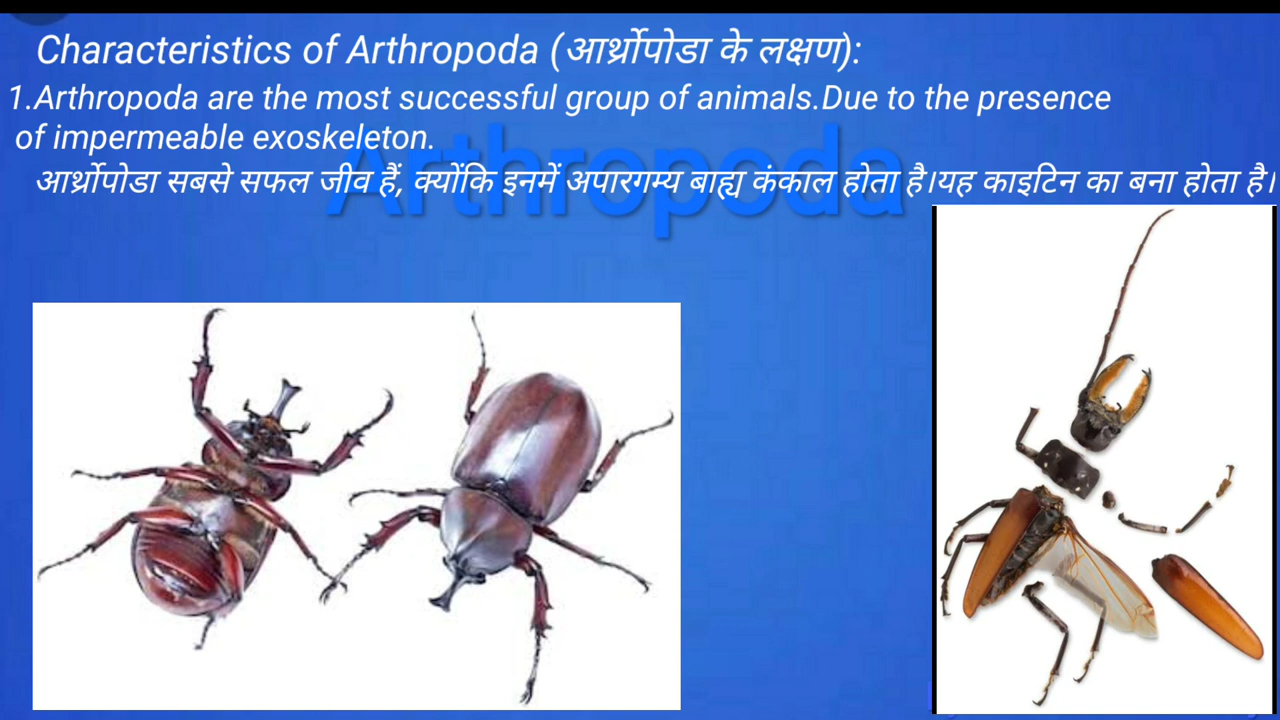 Characteristics of Arthropoda (आर्थ्रोपोडा के लक्षण):
1.Arthropoda are the most successful group of animals.Due to the presence
of impermeable exoskeleton.
Arthropoda
आर्थ्रोपोडा सबसे सफल जीव हैं, क्योंकि इनमें अपारगम्य बाह्य कंकाल होता है।यह काइटिन का बना होता है।